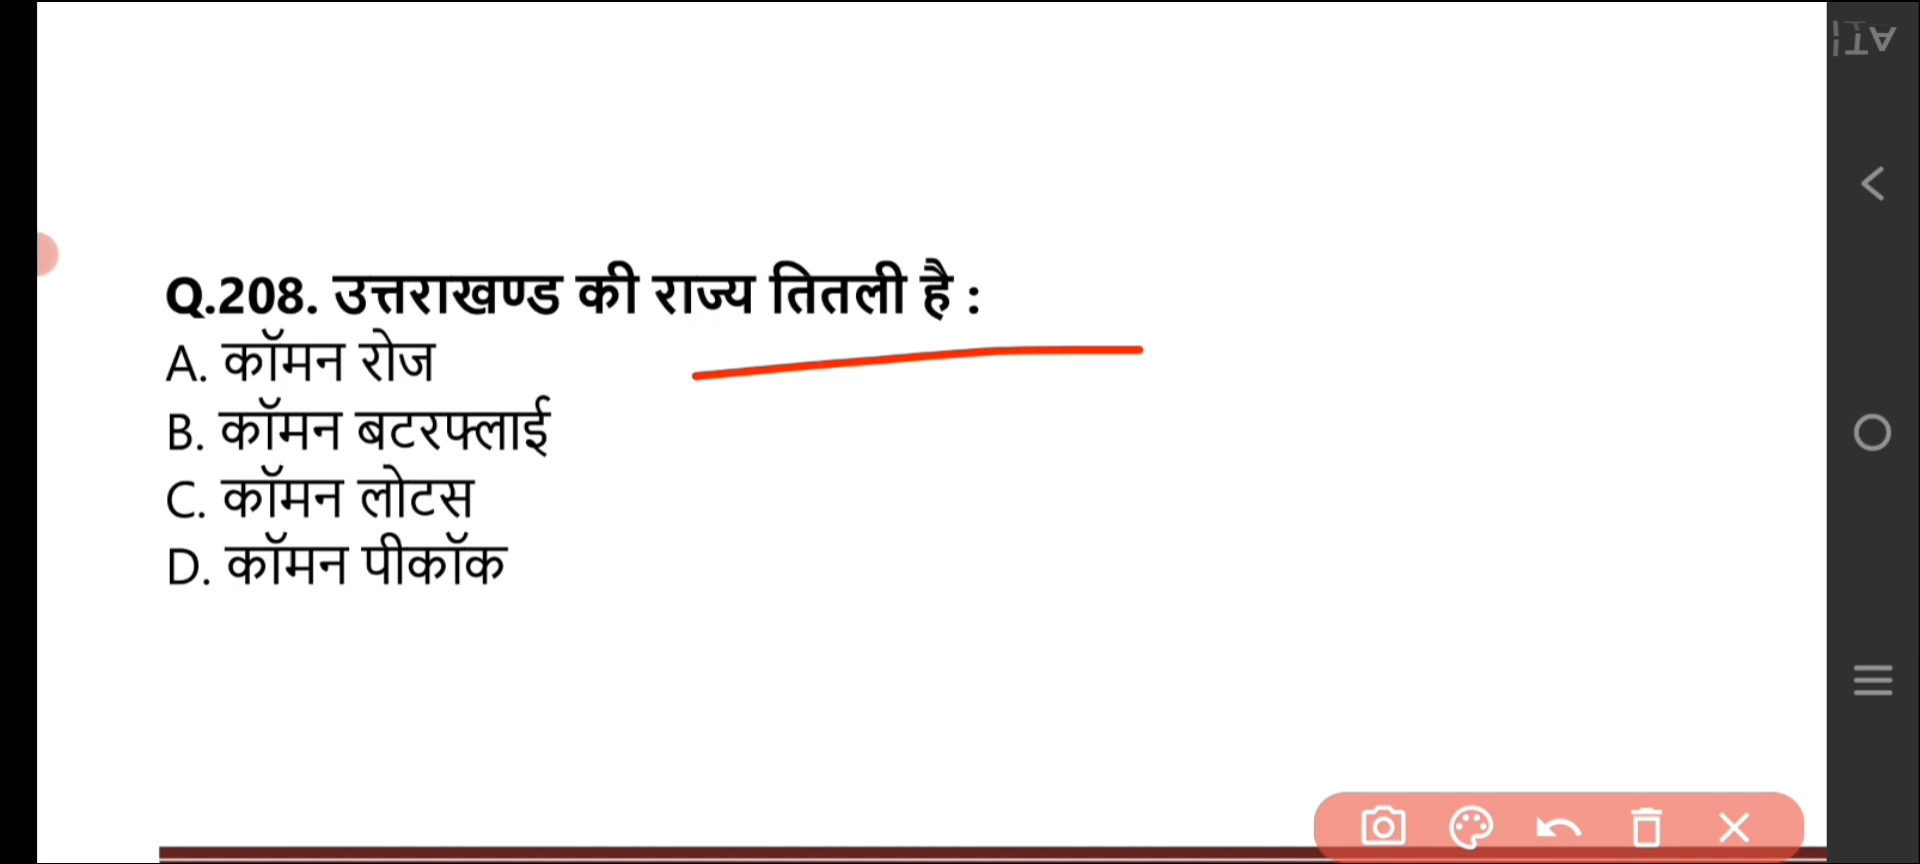 Q.208. उत्तराखण्ड की राज्य तितली है :
A. कॉमन रोज
B. कॉमन बटरफ्लाई
C. कॉमन लोटस
D. कॉमन पीकॉक